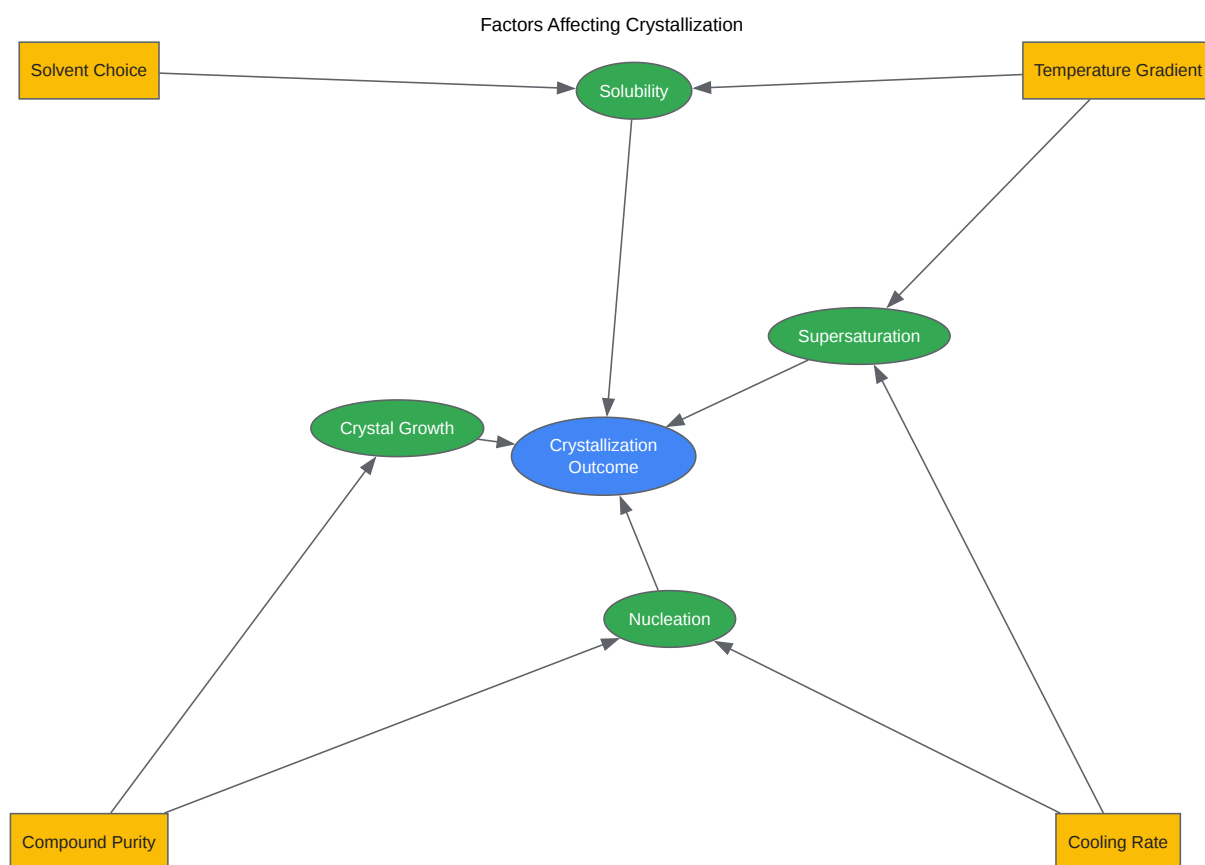 Factors Affecting Crystallization
Solvent Choice
Solubility
Temperature Gradient
Supersaturation
Crystal Growth
Crystallization
Outcome
Nucleation
Compound Purity
Cooling Rate